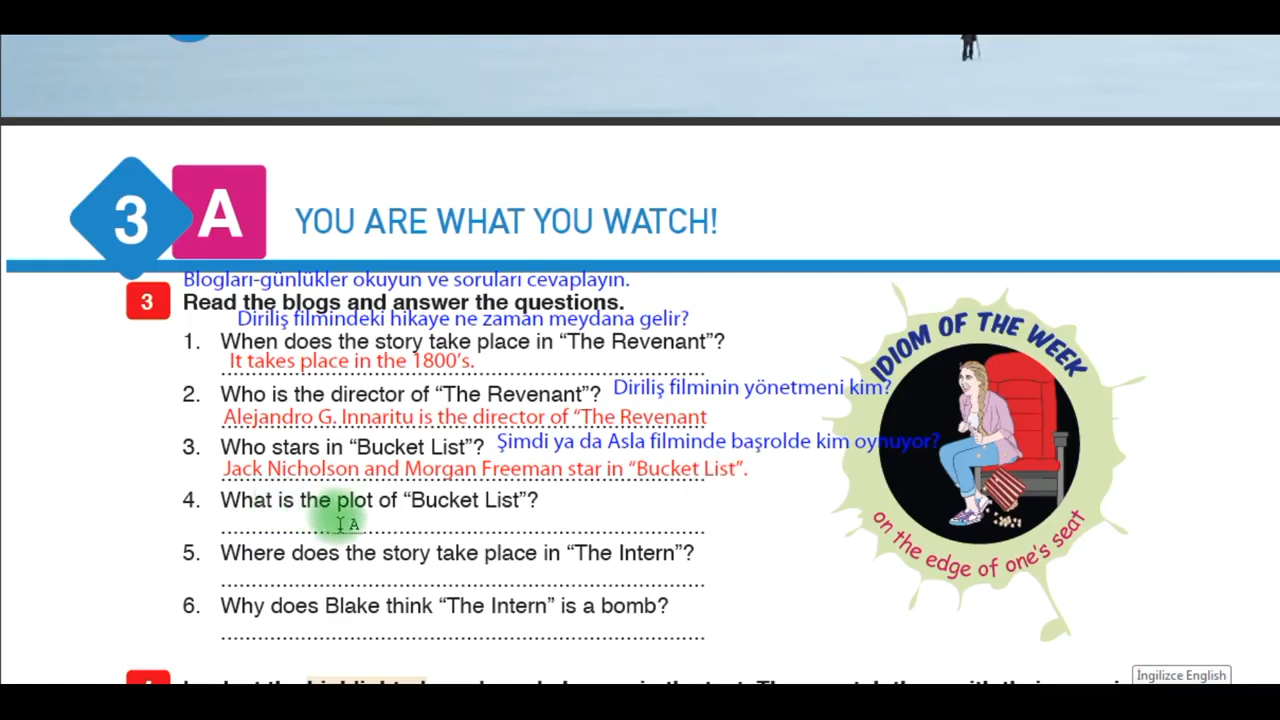 3 A YOU ARE WHAT YOU WATCH!
Blogları-günlükler okuyun ve soruları cevaplayın.
3 Read the blogs and answer the questions.
Diriliş filmindeki hikaye ne zaman meydana gelir?
1. When does the story take place in “The Revenant”?
It takes place in the 1800's.
2. Who is the director of “The Revenant”? Diriliş filminin yönetmeni kim?
Alejandro G. Innaritu is the director of “The Revenant
3. Who stars in “Bucket List”? Şimdi ya da Asla filminde başrolde kim oynuyor?
Jack Nicholson and Morgan Freeman star in “Bucket List”.
4. What is the plot of “Bucket List”?
A
5. Where does the story take place in “The Intern”?
6. Why does Blake think “The Intern” is a bomb?
IDIOM OF THE WEEK
on the edge of one's seat
İngilizce English